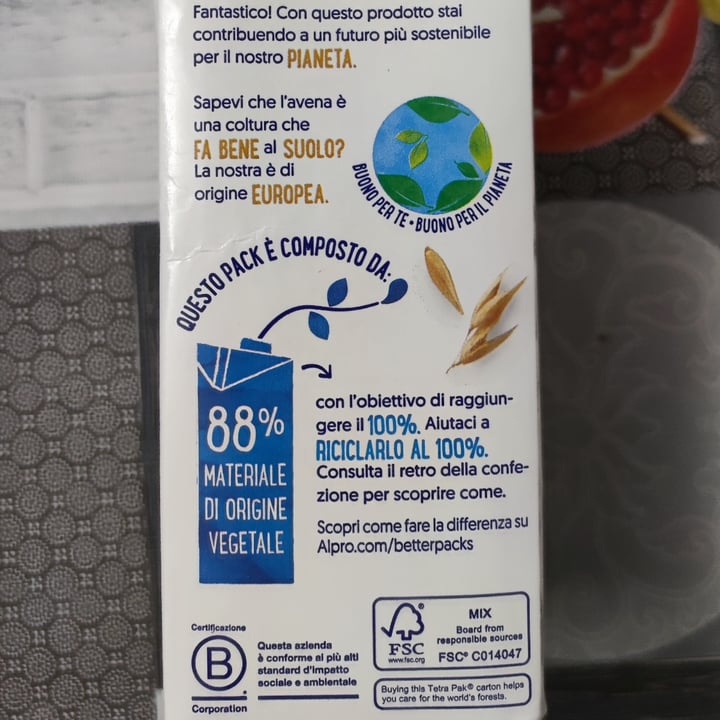 Fantastico! Con questo prodotto stai
contribuendo a un futuro più sostenibile
per il nostro PIANETA.
Sapevi che l'avena è
una coltura che
FA BENE al SUOLO?
La nostra è di
origine EUROPEA.
BUONO PER TE • BUONO PER IL PIANETA
QUESTO PACK È COMPOSTO DA:
88%
MATERIALE
DI ORIGINE
VEGETALE
con l'obiettivo di raggiun-
gere il 100%. Aiutaci a
RICICLARLO AL 100%.
Consulta il retro della confe-
zione per scoprire come.
Scopri come fare la differenza su
Alpro.com/betterpacks
Certificazione
B
Corporation
Questa azienda
è conforme ai più alti
standard d'impatto
sociale e ambientale
FSC
www.fsc.org
MIX
Board from
responsible sources
FSC® C014047
Buying this Tetra Pak® carton helps
you care for the world's forests.